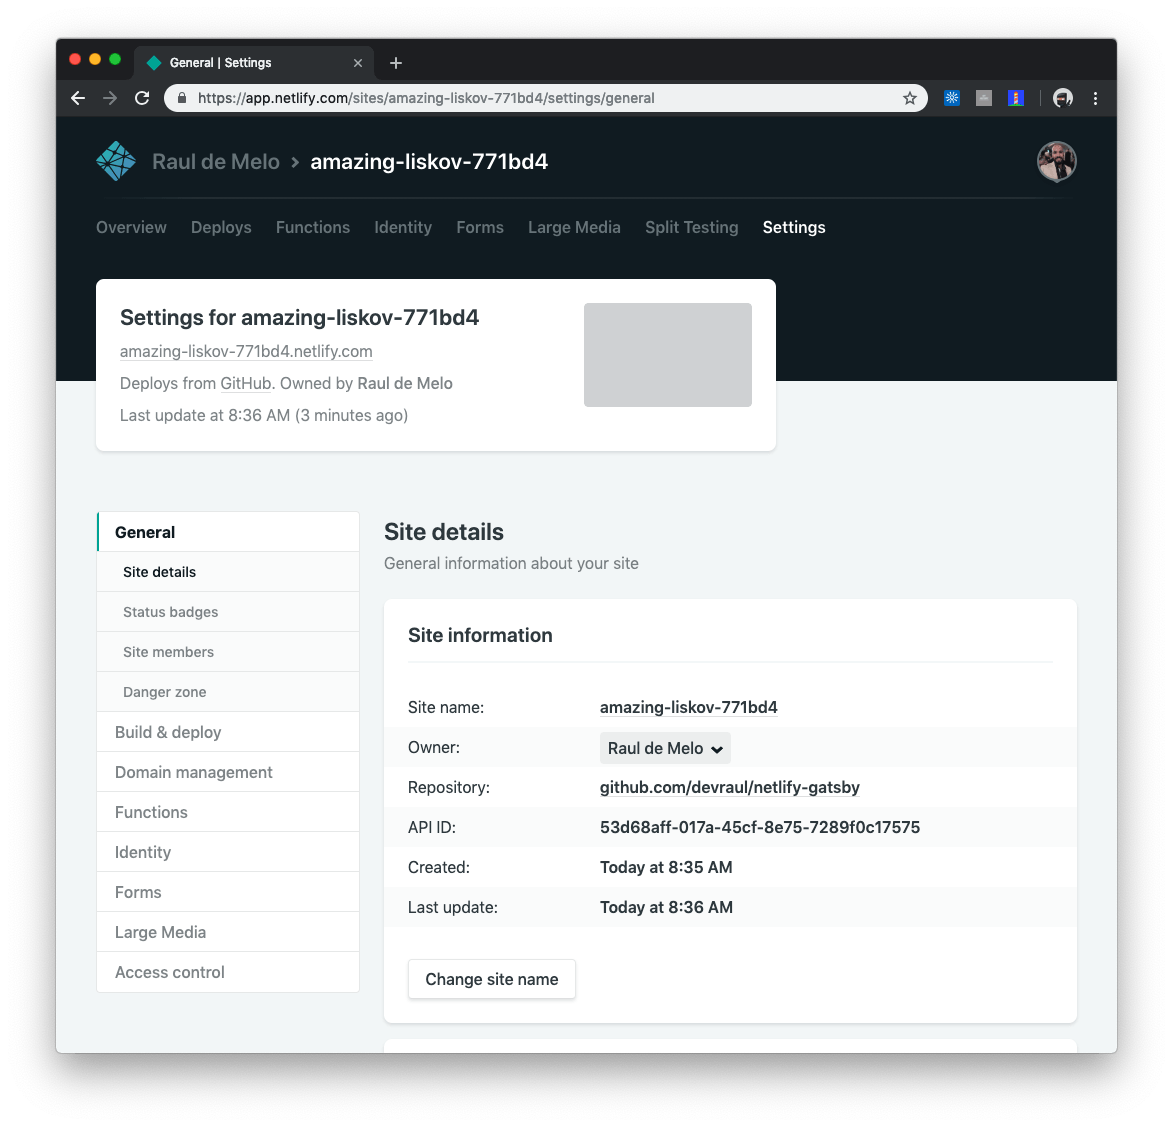 General | Settings
https://app.netlify.com/sites/amazing-liskov-771bd4/settings/general
Raul de Melo > amazing-liskov-771bd4
Overview Deploys Functions Identity Forms Large Media Split Testing Settings
Settings for amazing-liskov-771bd4
amazing-liskov-771bd4.netlify.com
Deploys from GitHub. Owned by Raul de Melo
Last update at 8:36 AM (3 minutes ago)
General
Site details
Status badges
Site members
Danger zone
Build & deploy
Domain management
Functions
Identity
Forms
Large Media
Access control
Site details
General information about your site
Site information
Site name: amazing-liskov-771bd4
Owner: Raul de Melo
Repository: github.com/devraul/netlify-gatsby
API ID: 53d68aff-017a-45cf-8e75-7289f0c17575
Created: Today at 8:35 AM
Last update: Today at 8:36 AM
Change site name